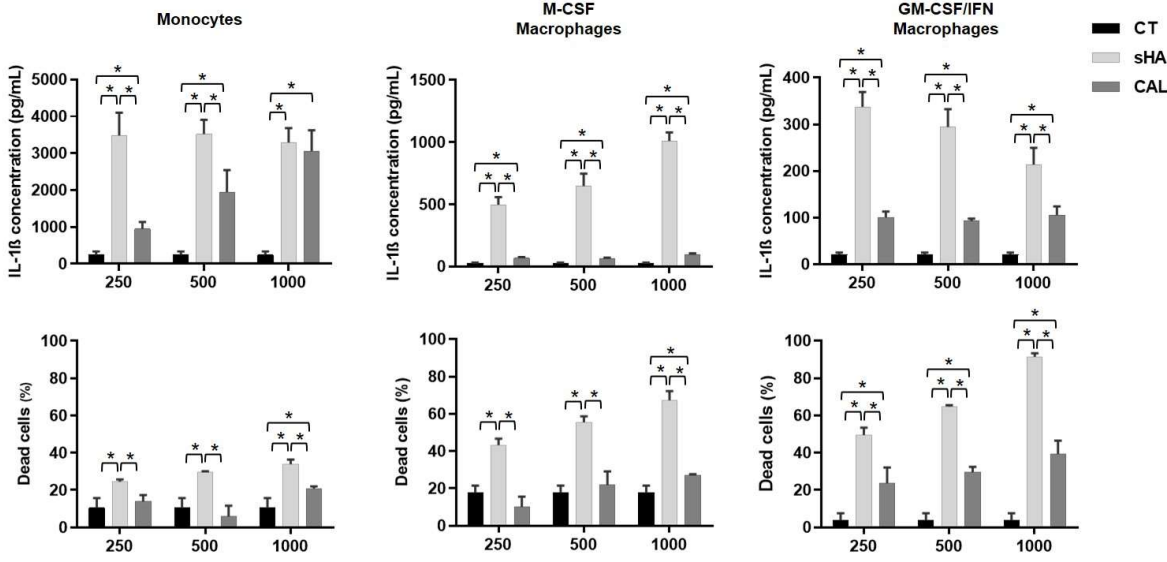 Monocytes
M-CSF
Macrophages
GM-CSF/IFN
Macrophages
CT
sHA
CAL
IL-1ß concentration (pg/mL)
5000
4000
3000
2000
1000
0
* * *
* * *
* *
250 500 1000
IL-1ß concentration (pg/mL)
1500
1000
500
0
* * *
* * *
* * *
250 500 1000
IL-1ß concentration (pg/mL)
400
300
200
100
0
* * *
* * *
* * *
250 500 1000
Dead cells (%)
100
80
60
40
20
0
* *
* *
* * *
250 500 1000
Dead cells (%)
100
80
60
40
20
0
* *
* *
* * *
250 500 1000
Dead cells (%)
100
80
60
40
20
0
* * *
* * *
* * *
250 500 1000